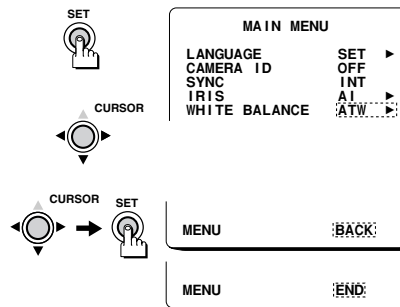 SET
CURSOR
CURSOR SET
MAIN MENU
LANGUAGE SET ►
CAMERA ID OFF
SYNC INT
IRIS AI ►
WHITE BALANCE ATW ►
MENU BACK
MENU END